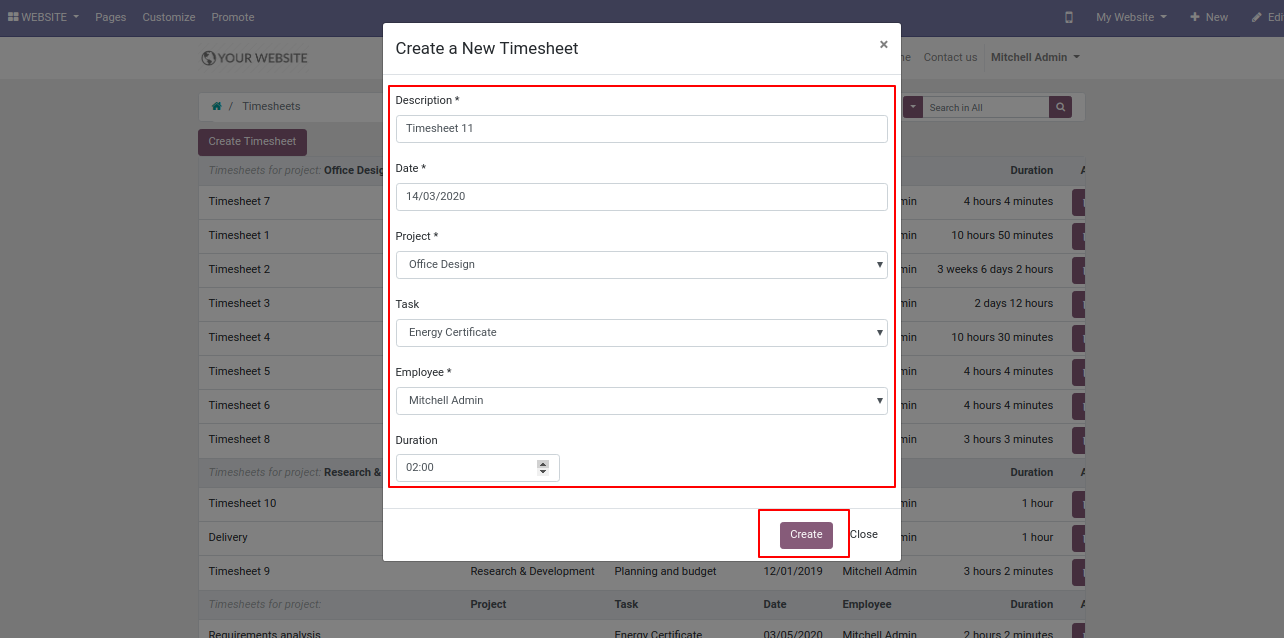 WEBSITE Pages Customize Promote My Website New Edi
YOUR WEBSITE Contact us Mitchell Admin
/ Timesheets Search in All
Create Timesheet
Timesheets for project: Office Desig Duration
Timesheet 7 min 4 hours 4 minutes
Timesheet 1 min 10 hours 50 minutes
Timesheet 2 min 3 weeks 6 days 2 hours
Timesheet 3 min 2 days 12 hours
Timesheet 4 min 10 hours 30 minutes
Timesheet 5 min 4 hours 4 minutes
Timesheet 6 min 4 hours 4 minutes
Timesheet 8 min 3 hours 3 minutes
Timesheets for project: Research & Duration
Timesheet 10 min 1 hour
Delivery min 1 hour
Timesheet 9 Research & Development Planning and budget 12/01/2019 Mitchell Admin 3 hours 2 minutes
Timesheets for project: Project Task Date Employee Duration
Requirements analysis Energy Certificate 03/05/2020 Mitchell Admin 2 hours 2 minutes
Create a New Timesheet ×
Description *
Timesheet 11
Date *
14/03/2020
Project *
Office Design
Task
Energy Certificate
Employee *
Mitchell Admin
Duration
02:00
Create Close